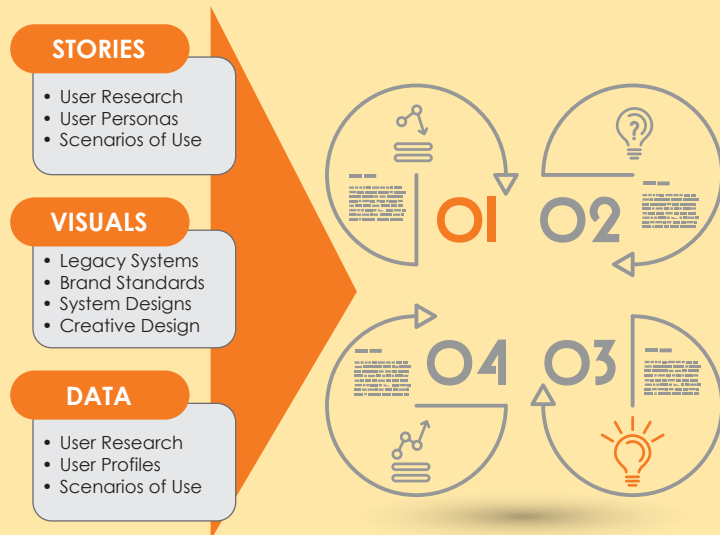 STORIES
• User Research
• User Personas
• Scenarios of Use
VISUALS
• Legacy Systems
• Brand Standards
• System Designs
• Creative Design
DATA
• User Research
• User Profiles
• Scenarios of Use
01
02
?
04
03